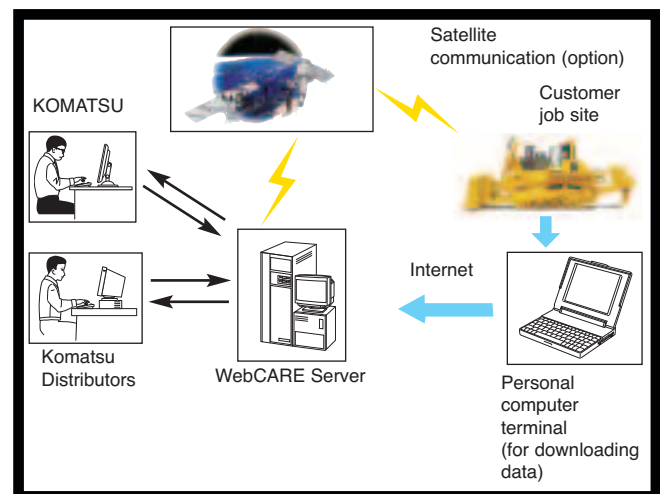 Satellite
communication (option)
KOMATSU
Customer
job site
Internet
Komatsu
Distributors
WebCARE Server
Personal
computer
terminal
(for downloading
data)